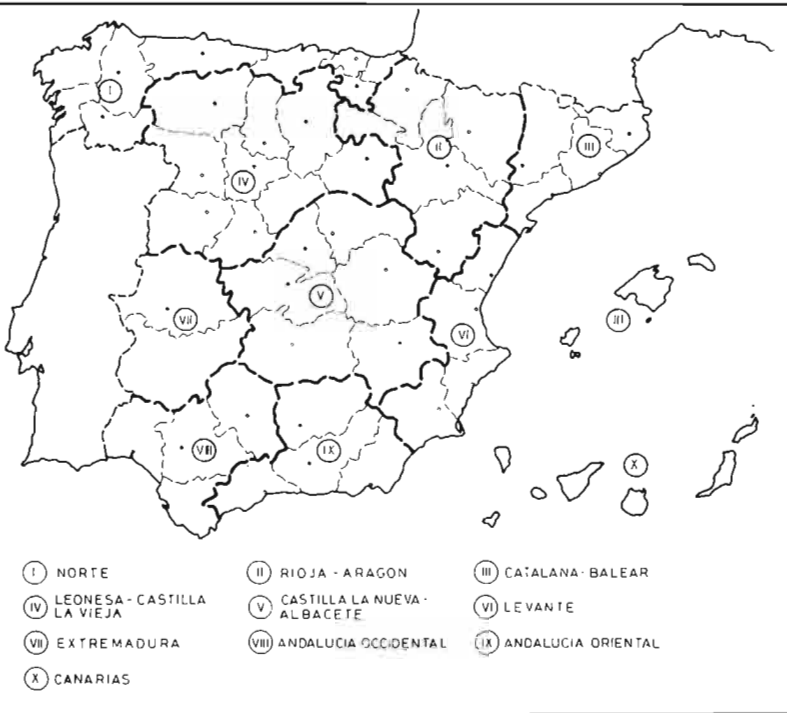 I
II
III
IV
V
VII
VI
III
VIII
IX
X
I NORTE
II RIOJA - ARAGON
III CATALANA - BALEAR
IV LEONESA - CASTILLA
LA VIEJA
V CASTILLA LA NUEVA -
ALBACETE
VI LEVANTE
VII EXTREMADURA
VIII ANDALUCIA OCCIDENTAL
IX ANDALUCIA ORIENTAL
X CANARIAS